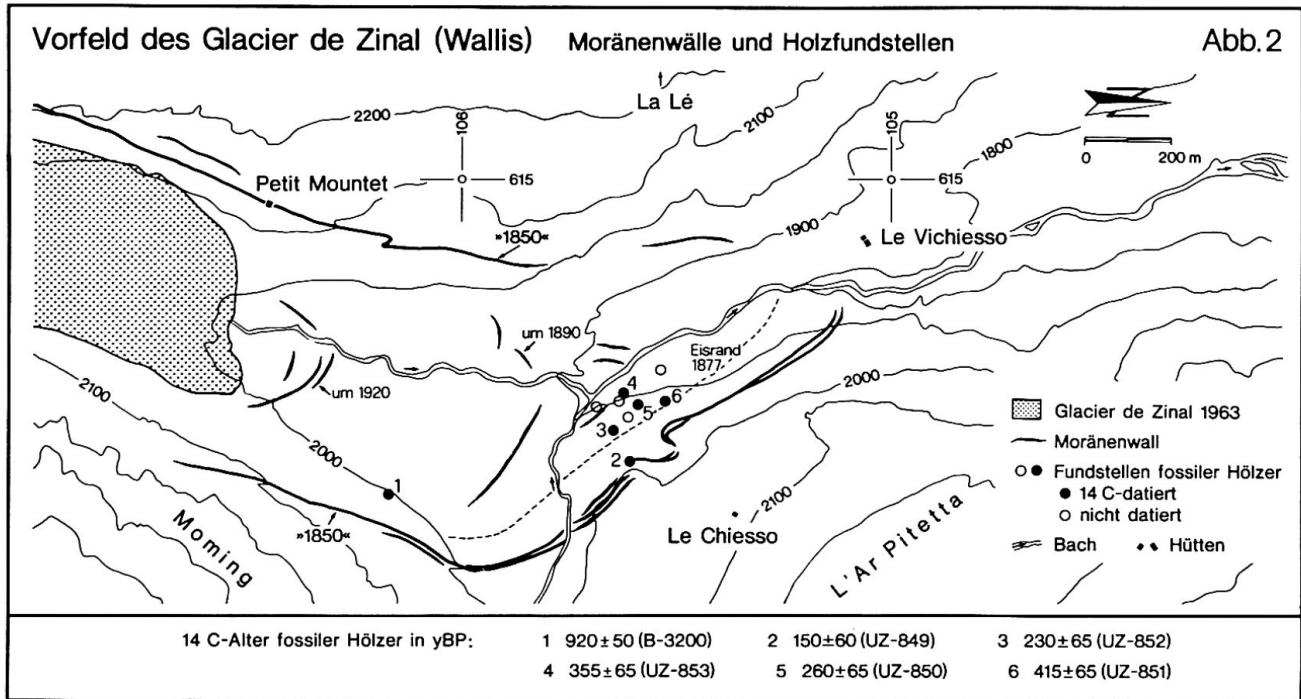 Vorfeld des Glacier de Zinal (Wallis) Moränenwälle und Holzfundstellen Abb.2
La Lé
2200
2100
106
105
1800
0 200 m
Petit Mountet
615
615
»1850«
1900
Le Vichiesso
um 1890
Eisrand
1877
um 1920
4
6
5
3
2
2000
2100
2000
1
»1850«
Moming
Le Chiesso
2100
L'Ar Pitetta
Glacier de Zinal 1963
Moränenwall
Fundstellen fossiler Hölzer
14 C-datiert
nicht datiert
Bach Hütten
14 C-Alter fossiler Hölzer in yBP: 1 920±50 (B-3200) 2 150±60 (UZ-849) 3 230±65 (UZ-852)
4 355±65 (UZ-853) 5 260±65 (UZ-850) 6 415±65 (UZ-851)